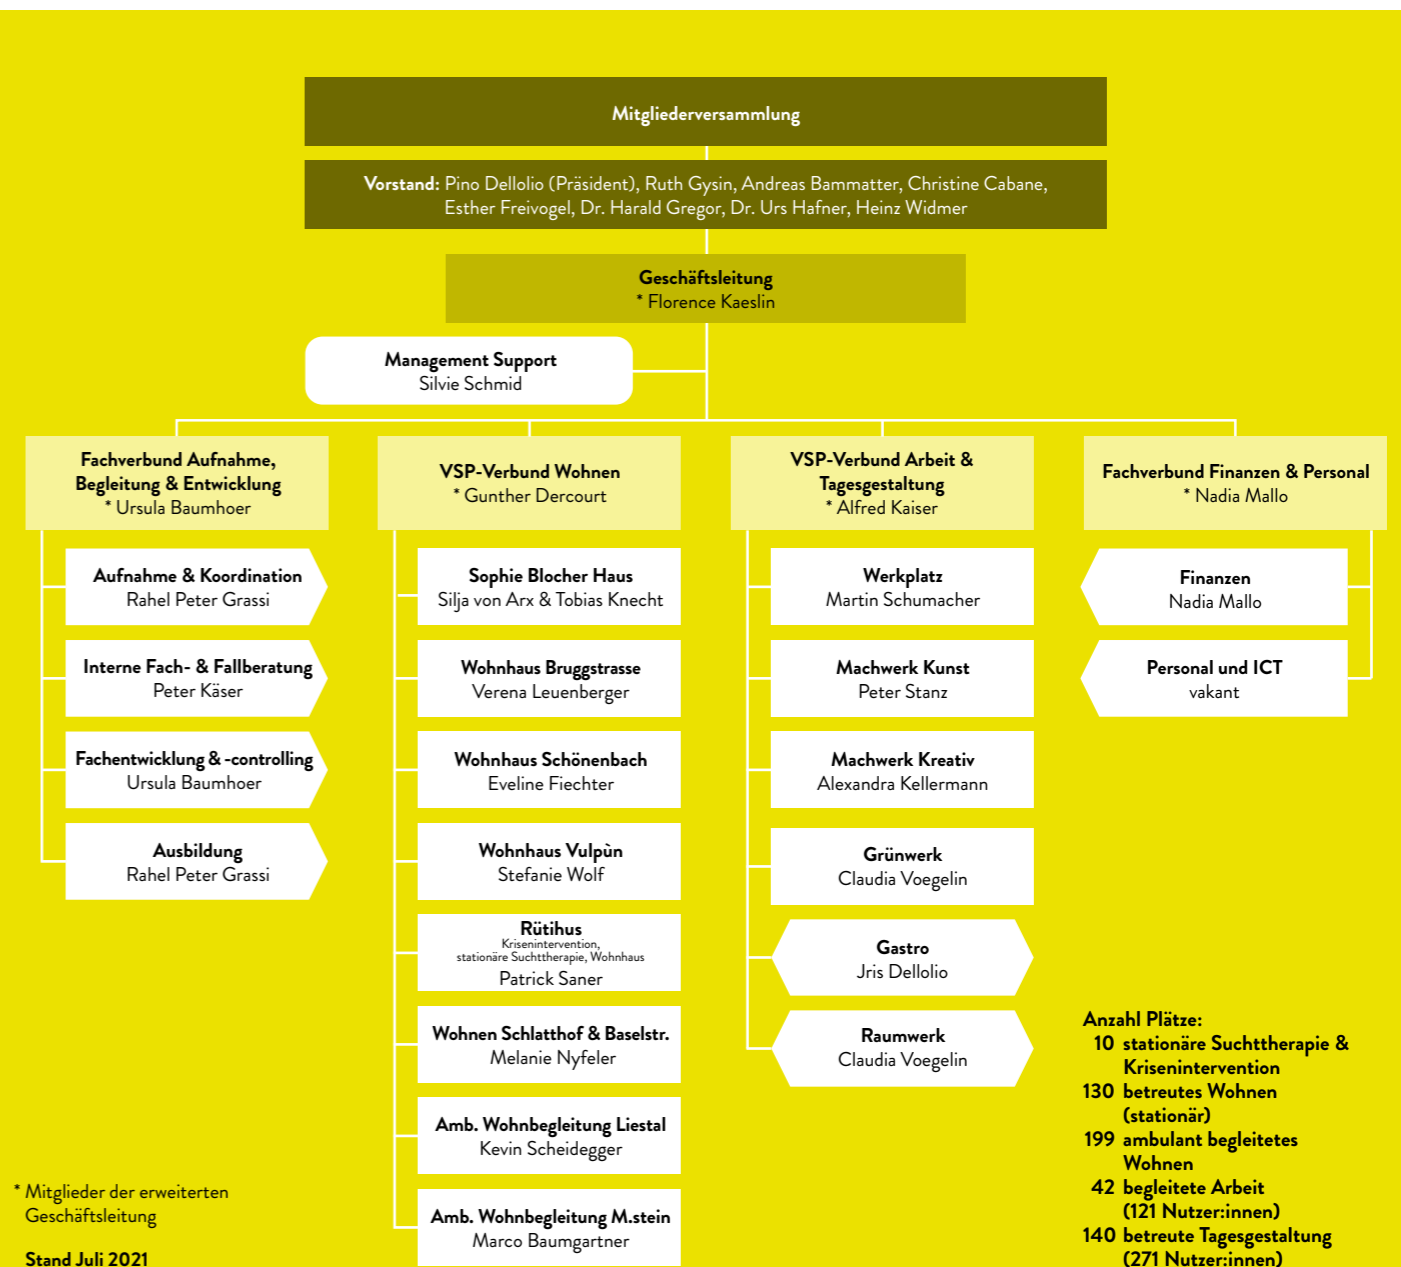 Mitgliederversammlung
Vorstand: Pino Dellolio (Präsident), Ruth Gysin, Andreas Bammatter, Christine Cabane,
Esther Freivogel, Dr. Harald Gregor, Dr. Urs Hafner, Heinz Widmer
Geschäftsleitung
* Florence Kaeslin
Management Support
Silvie Schmid
Fachverbund Aufnahme,
Begleitung & Entwicklung
* Ursula Baumhoer
Aufnahme & Koordination
Rahel Peter Grassi
Interne Fach- & Fallberatung
Peter Käser
Fachentwicklung & -controlling
Ursula Baumhoer
Ausbildung
Rahel Peter Grassi
VSP-Verbund Wohnen
* Gunther Dercourt
Sophie Blocher Haus
Silja von Arx & Tobias Knecht
Wohnhaus Bruggstrasse
Verena Leuenberger
Wohnhaus Schönenbach
Eveline Fiechter
Wohnhaus Vulpùn
Stefanie Wolf
Rütihus
Krisenintervention,
stationäre Suchttherapie, Wohnhaus
Patrick Saner
Wohnen Schlatthof & Baselstr.
Melanie Nyfeler
Amb. Wohnbegleitung Liestal
Kevin Scheidegger
Amb. Wohnbegleitung M.stein
Marco Baumgartner
VSP-Verbund Arbeit &
Tagesgestaltung
* Alfred Kaiser
Werkplatz
Martin Schumacher
Machwerk Kunst
Peter Stanz
Machwerk Kreativ
Alexandra Kellermann
Grünwerk
Claudia Voegelin
Gastro
Jris Dellolio
Raumwerk
Claudia Voegelin
Fachverbund Finanzen & Personal
* Nadia Mallo
Finanzen
Nadia Mallo
Personal und ICT
vakant
Anzahl Plätze:
10 stationäre Suchttherapie &
Krisenintervention
130 betreutes Wohnen
(stationär)
199 ambulant begleitetes
Wohnen
42 begleitete Arbeit
(121 Nutzer:innen)
140 betreute Tagesgestaltung
(271 Nutzer:innen)
* Mitglieder der erweiterten
Geschäftsleitung
Stand Juli 2021